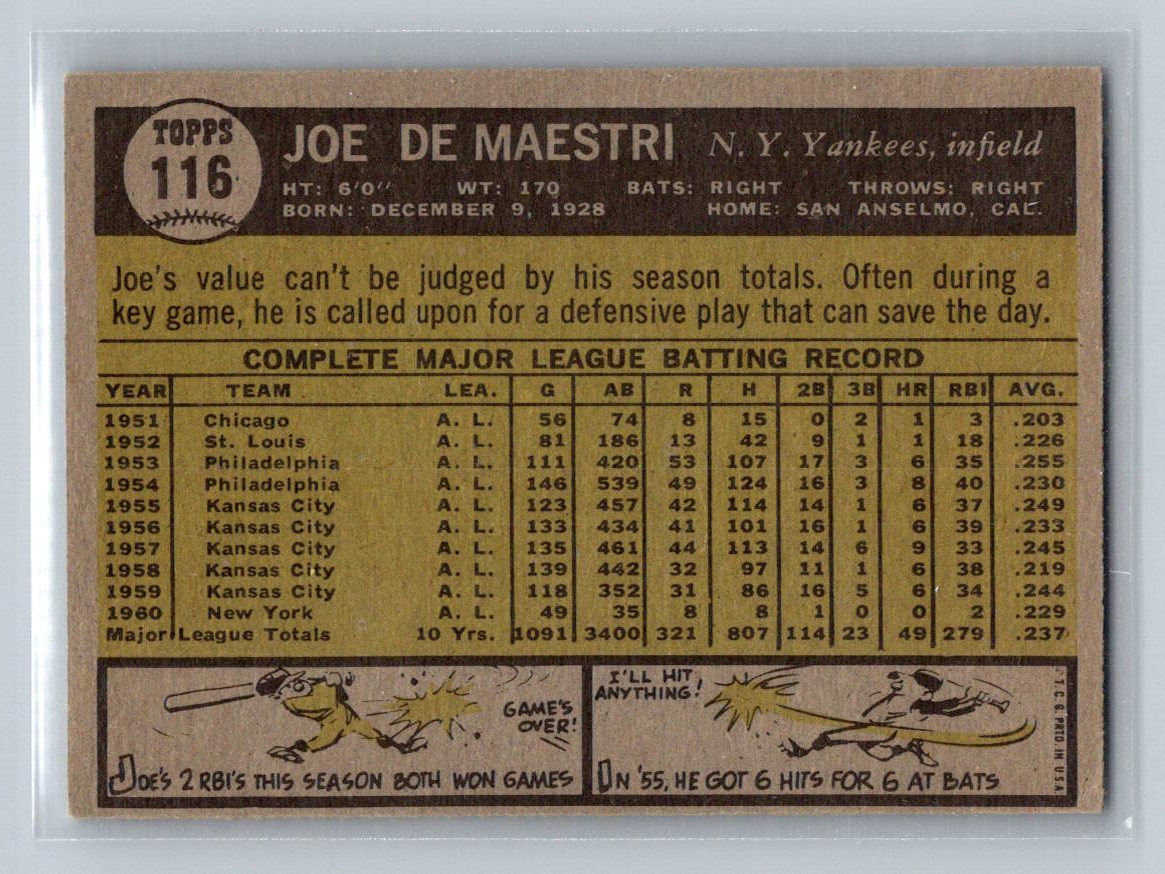 TOPPS
116
JOE DE MAESTRI N. Y. Yankees, infield
HT: 6'0" WT: 170 BATS: RIGHT THROWS: RIGHT
BORN: DECEMBER 9, 1928 HOME: SAN ANSELMO, CAL.
Joe's value can't be judged by his season totals. Often during a
key game, he is called upon for a defensive play that can save the day.
COMPLETE MAJOR LEAGUE BATTING RECORD
YEAR TEAM LEA. G AB R H 2B 3B HR RBI AVG.
1951 Chicago A. L. 56 74 8 15 0 2 1 3 .203
1952 St. Louis A. L. 81 186 13 42 9 1 1 18 .226
1953 Philadelphia A. L. 111 420 53 107 17 3 6 35 .255
1954 Philadelphia A. L. 146 539 49 124 16 3 8 40 .230
1955 Kansas City A. L. 123 457 42 114 14 1 6 37 .249
1956 Kansas City A. L. 133 434 41 101 16 1 6 39 .233
1957 Kansas City A. L. 135 461 44 113 14 6 9 33 .245
1958 Kansas City A. L. 139 442 32 97 11 1 6 38 .219
1959 Kansas City A. L. 118 352 31 86 16 5 6 34 .244
1960 New York A. L. 49 35 8 8 1 0 0 2 .229
Major League Totals 10 Yrs. 1091 3400 321 807 114 23 49 279 .237
GAME'S
OVER!
JOE'S 2 RBI'S THIS SEASON BOTH WON GAMES
I'LL HIT
ANYTHING!
IN '55, HE GOT 6 HITS FOR 6 AT BATS
T. C. G. PRTD. IN U.S.A.